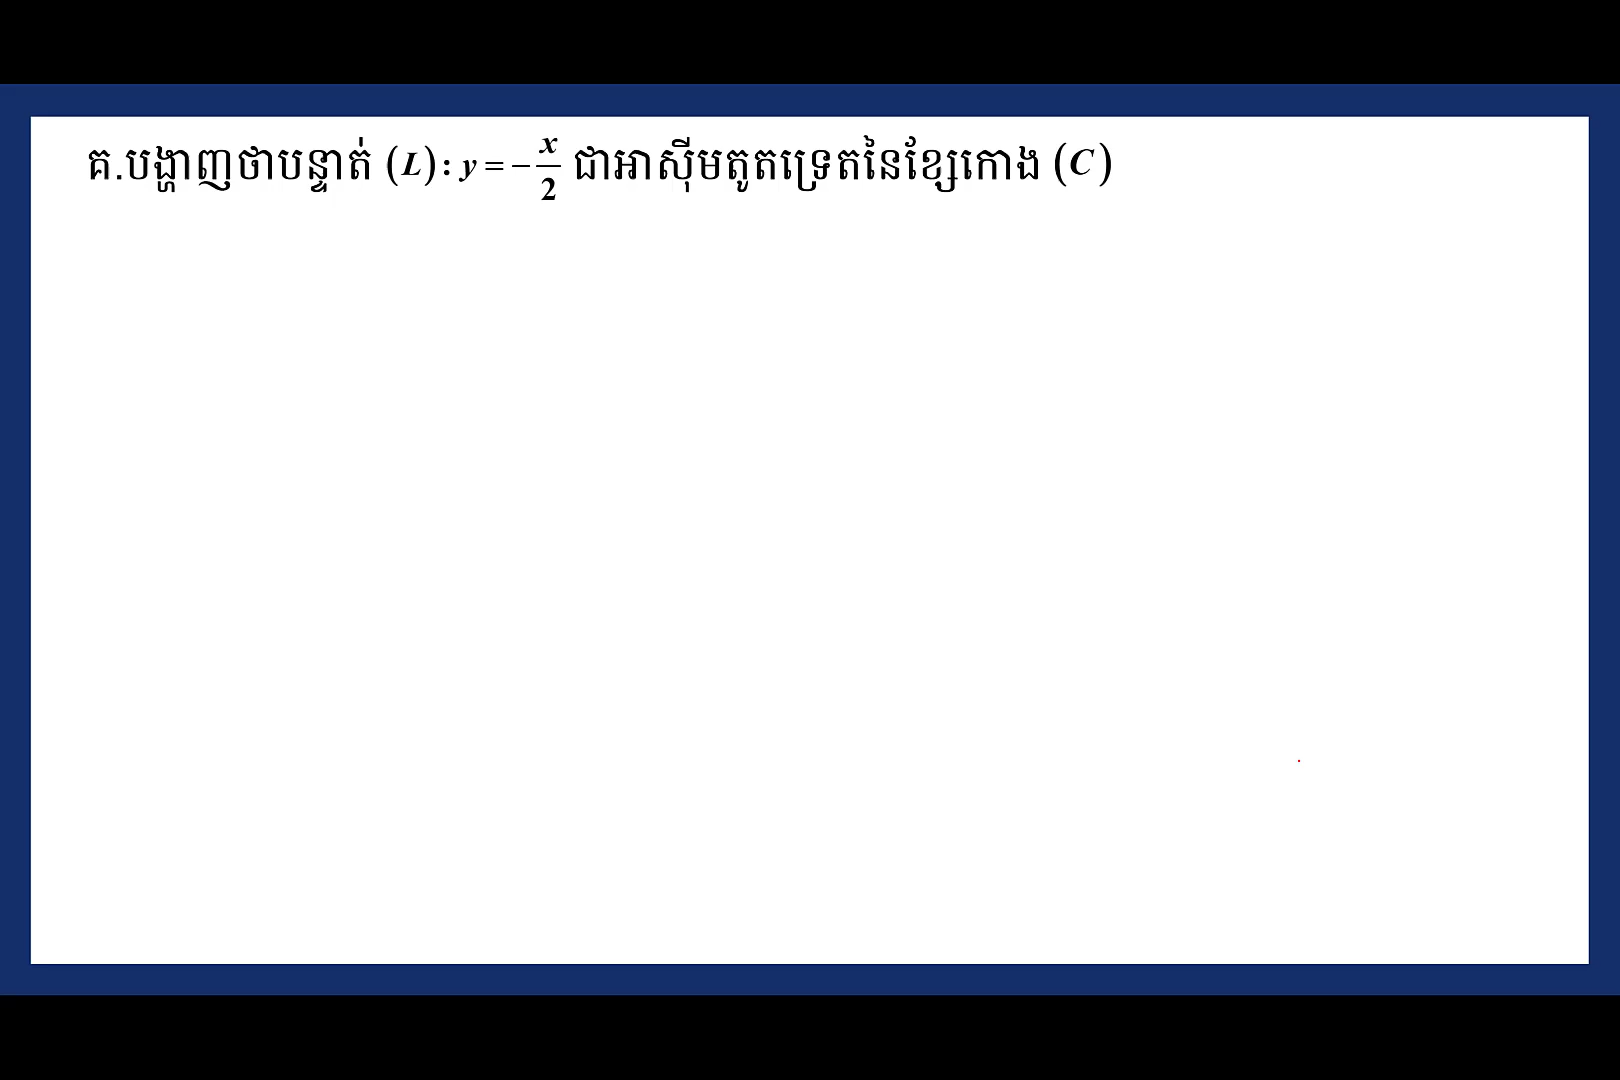 គ.បង្ហាញថាបន្ទាត់ (L): y = -x/2 ជាអាស៊ីមតូតទ្រេតនៃខ្សែកោង (C)